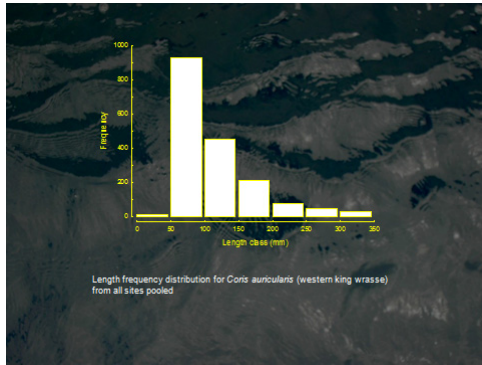 1000
800
600
400
200
0
Frequency
0 50 100 150 200 250 300 350
Length class (mm)
Length frequency distribution for Coris auricularis (western king wrasse)
from all sites pooled